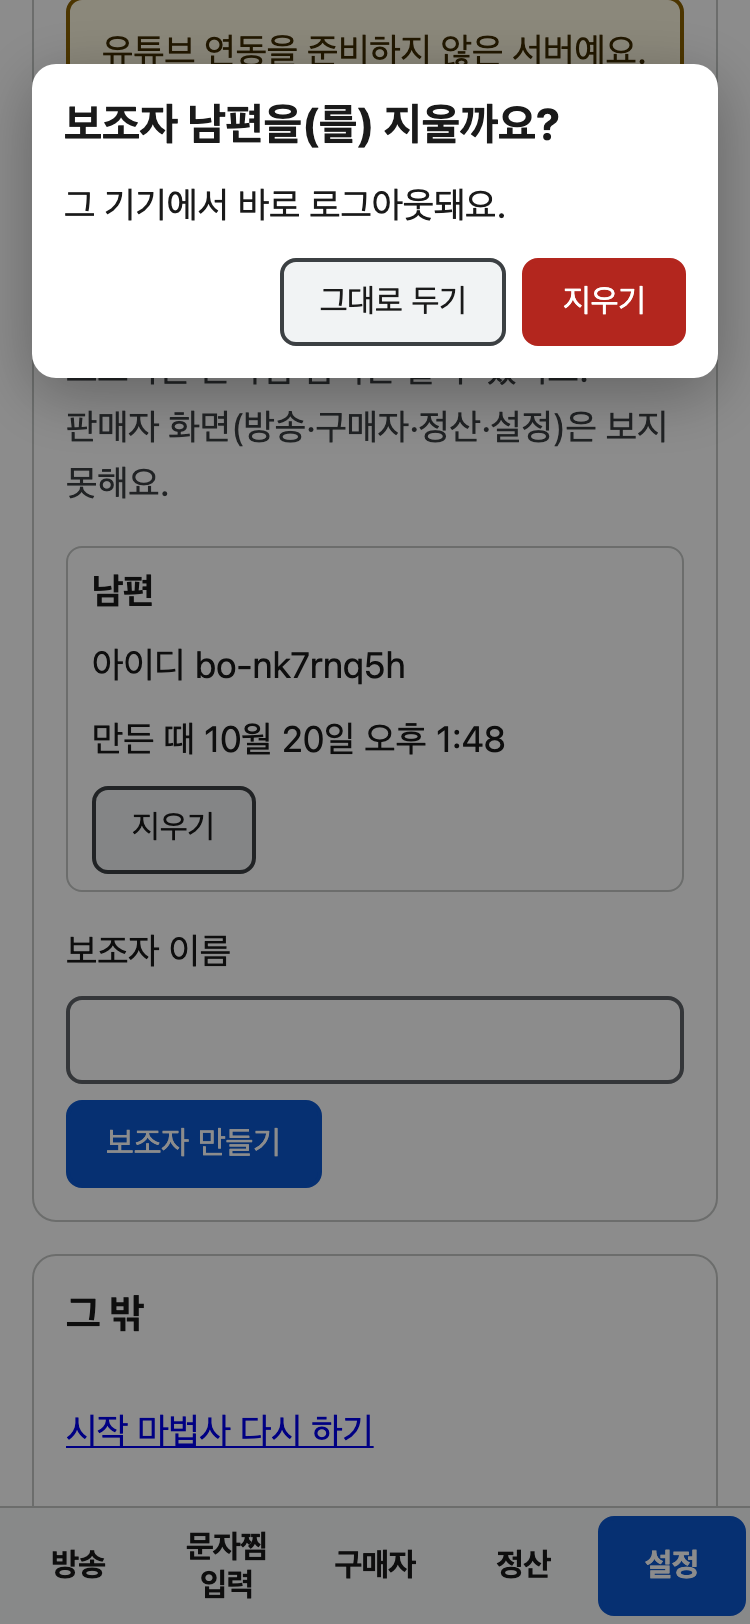 유튜브 연동을 준비하지 않은 서버예요.
보조자 남편을(를) 지울까요?
그 기기에서 바로 로그아웃돼요.
그대로 두기
지우기
판매자 화면(방송·구매자·정산·설정)은 보지
못해요.
남편
아이디 bo-nk7rnq5h
만든 때 10월 20일 오후 1:48
지우기
보조자 이름
보조자 만들기
그 밖
시작 마법사 다시 하기
방송
문자찜
입력
구매자
정산
설정